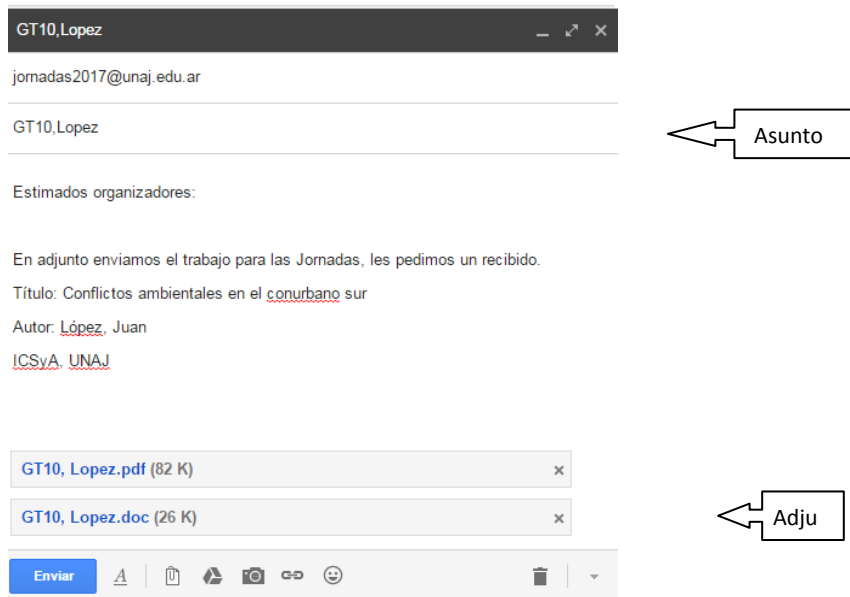 GT10,Lopez
jornadas2017@unaj.edu.ar
GT10,Lopez
Asunto
Estimados organizadores:
En adjunto enviamos el trabajo para las Jornadas, les pedimos un recibido.
Título: Conflictos ambientales en el conurbano sur
Autor: López, Juan
ICSyA, UNAJ
GT10, Lopez.pdf (82 K)
GT10, Lopez.doc (26 K)
Adju
Enviar A